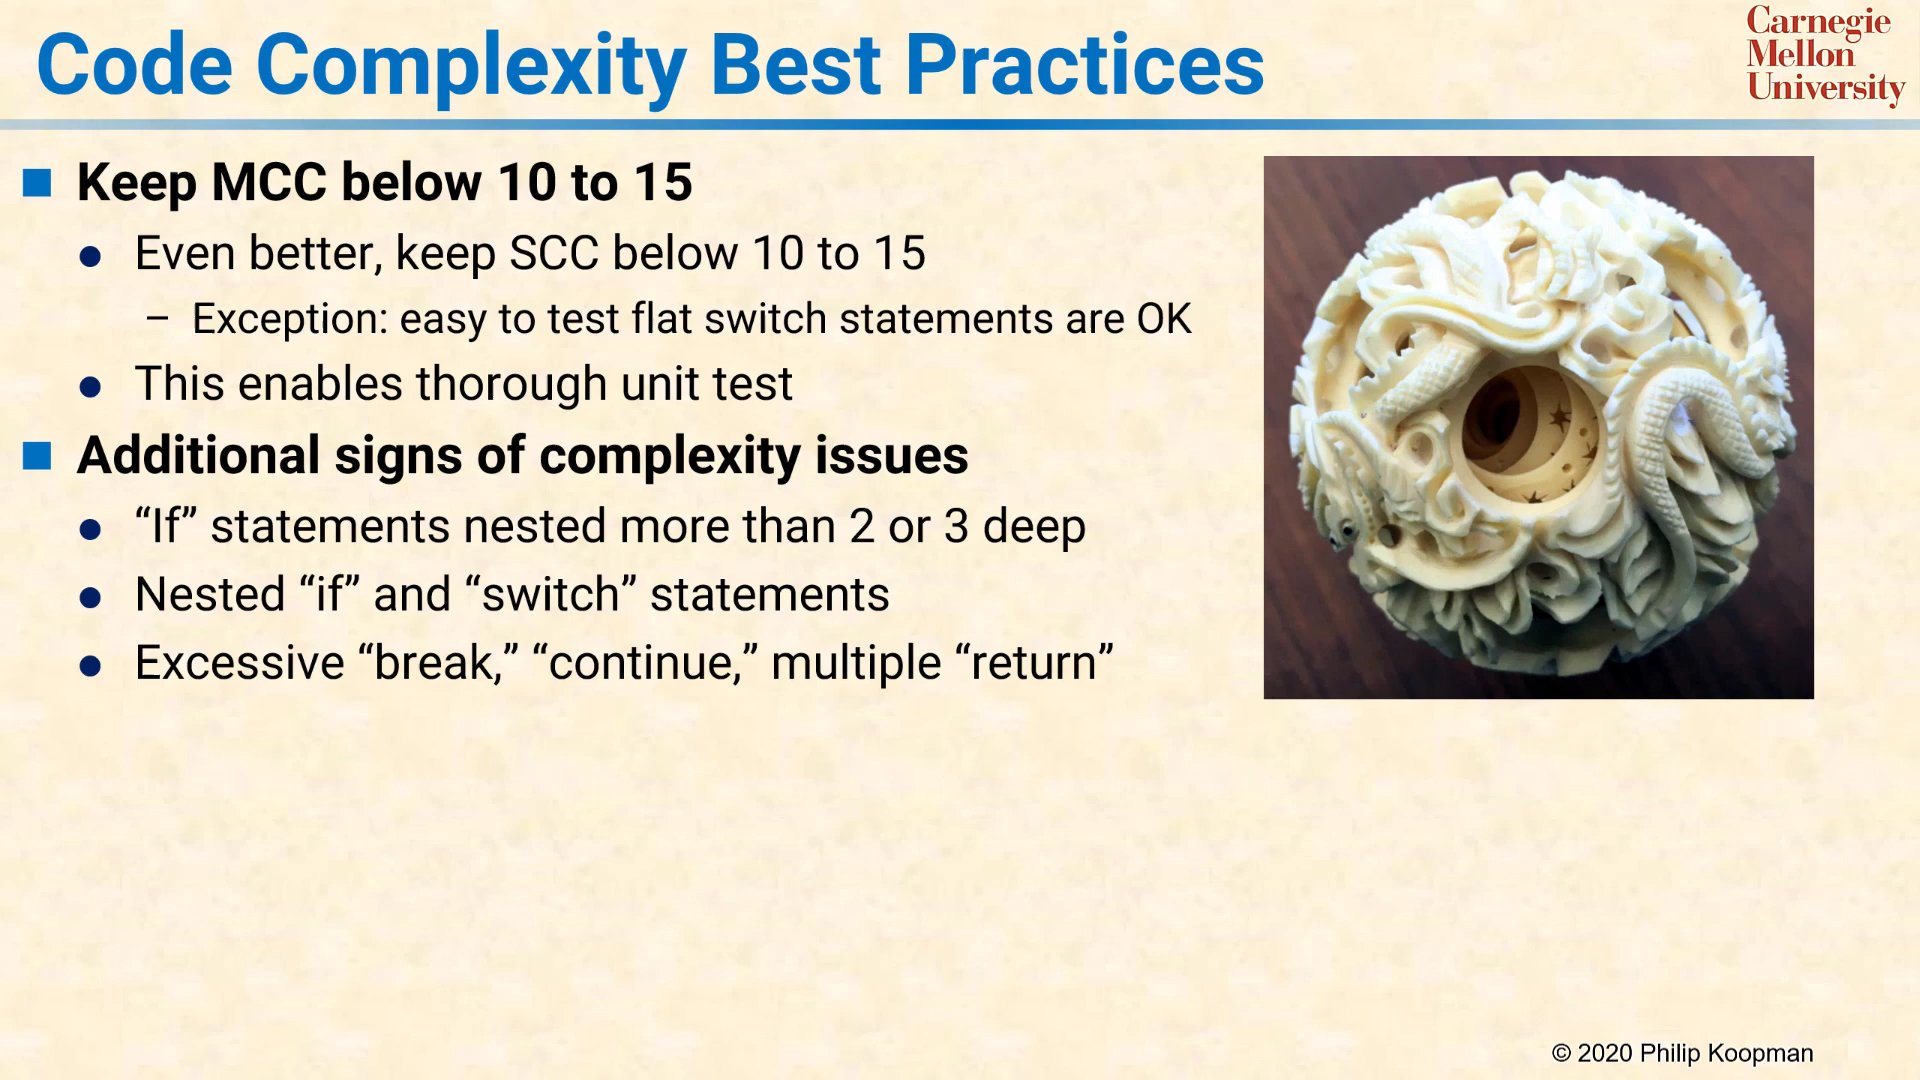 Code Complexity Best Practices
Carnegie
Mellon
University
Keep MCC below 10 to 15
Even better, keep SCC below 10 to 15
– Exception: easy to test flat switch statements are OK
This enables thorough unit test
Additional signs of complexity issues
“If” statements nested more than 2 or 3 deep
Nested “if” and “switch” statements
Excessive “break,” “continue,” multiple “return”
© 2020 Philip Koopman